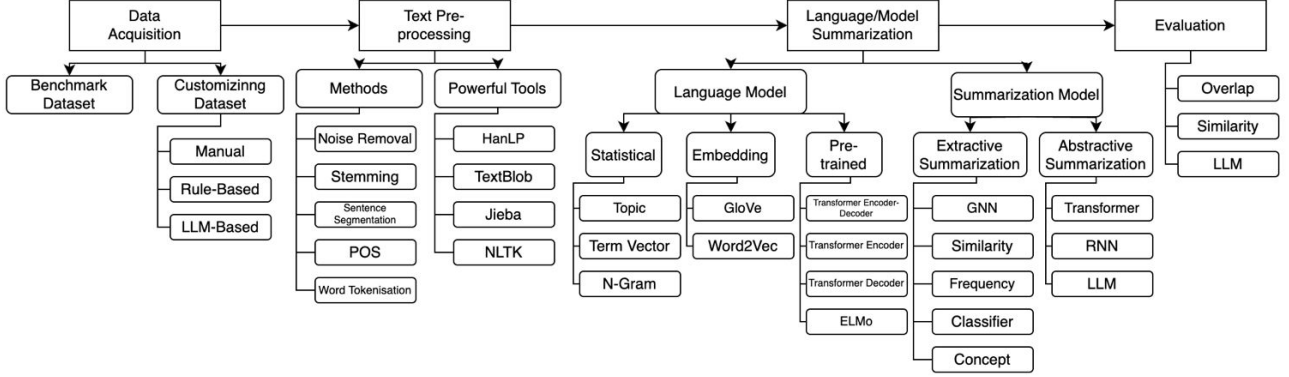 Data
Acquisition
Text Pre-
processing
Language/Model
Summarization
Evaluation
Benchmark
Dataset
Customizinng
Dataset
Manual
Rule-Based
LLM-Based
Methods
Noise Removal
Stemming
Sentence
Segmentation
POS
Word Tokenisation
Powerful Tools
HanLP
TextBlob
Jieba
NLTK
Language Model
Statistical
Topic
Term Vector
N-Gram
Embedding
GloVe
Word2Vec
Pre-
trained
Transformer Encoder-
Decoder
Transformer Encoder
Transformer Decoder
ELMo
Summarization Model
Extractive
Summarization
GNN
Similarity
Frequency
Classifier
Concept
Abstractive
Summarization
Transformer
RNN
LLM
Overlap
Similarity
LLM